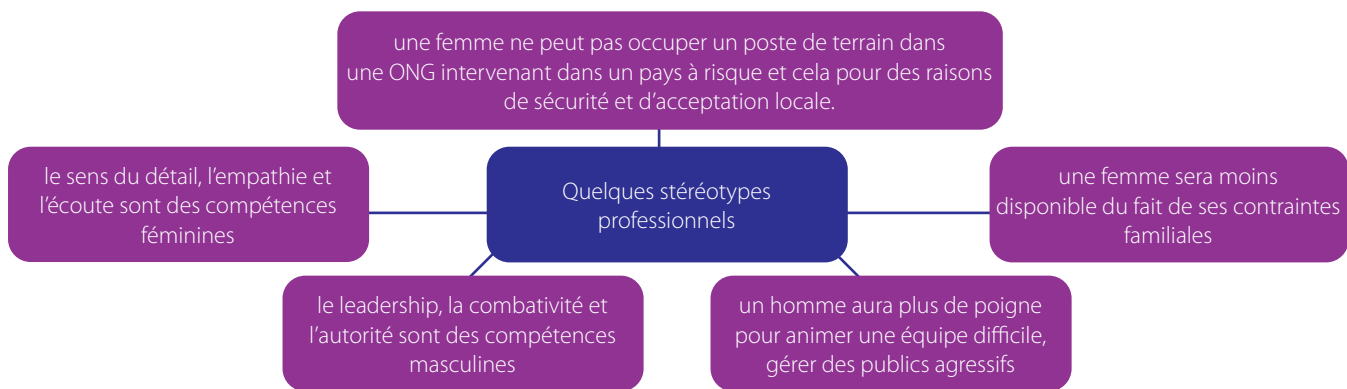 une femme ne peut pas occuper un poste de terrain dans
une ONG intervenant dans un pays à risque et cela pour des raisons
de sécurité et d’acceptation locale.
le sens du détail, l’empathie et
l’écoute sont des compétences
féminines
Quelques stéréotypes
professionnels
une femme sera moins
disponible du fait de ses contraintes
familiales
le leadership, la combativité et
l’autorité sont des compétences
masculines
un homme aura plus de poigne
pour animer une équipe difficile,
gérer des publics agressifs